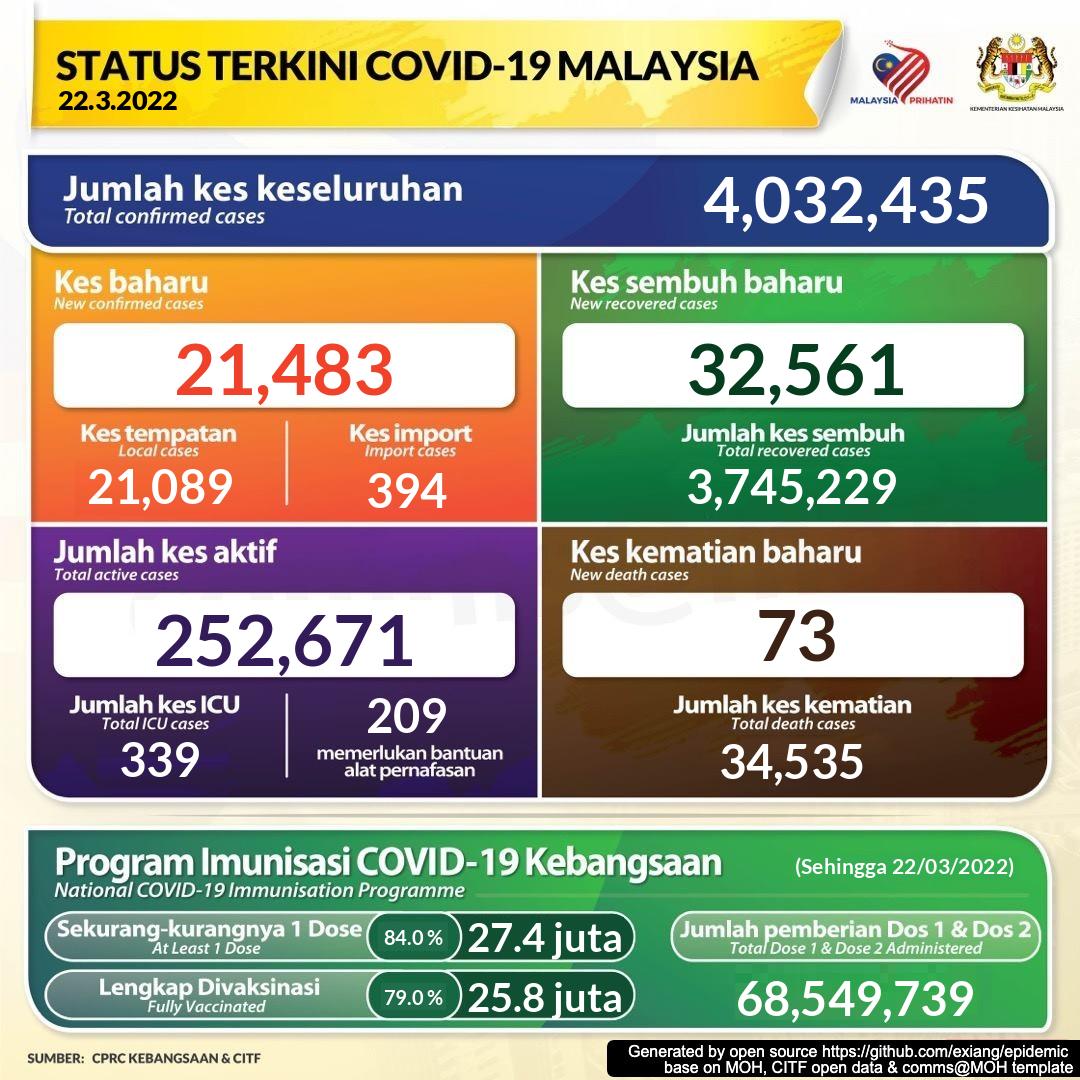 STATUS TERKINI COVID-19 MALAYSIA
22.3.2022
MALAYSIA PRIHATIN
KEMENTERIAN KESIHATAN MALAYSIA
Jumlah kes keseluruhan
Total confirmed cases
4,032,435
Kes baharu
New confirmed cases
21,483
Kes tempatan
Local cases
21,089
Kes import
Import cases
394
Kes sembuh baharu
New recovered cases
32,561
Jumlah kes sembuh
Total recovered cases
3,745,229
Jumlah kes aktif
Total active cases
252,671
Jumlah kes ICU
Total ICU cases
339
209
memerlukan bantuan
alat pernafasan
Kes kematian baharu
New death cases
73
Jumlah kes kematian
Total death cases
34,535
Program Imunisasi COVID-19 Kebangsaan
National COVID-19 Immunisation Programme
(Sehingga 22/03/2022)
Sekurang-kurangnya 1 Dose
At Least 1 Dose
84.0%
27.4 juta
Lengkap Divaksinasi
Fully Vaccinated
79.0%
25.8 juta
Jumlah pemberian Dos 1 & Dos 2
Total Dose 1 & Dose 2 Administered
68,549,739
SUMBER: CPRC KEBANGSAAN & CITF
Generated by open source https://github.com/exiang/epidemic
base on MOH, CITF open data & comms@MOH template